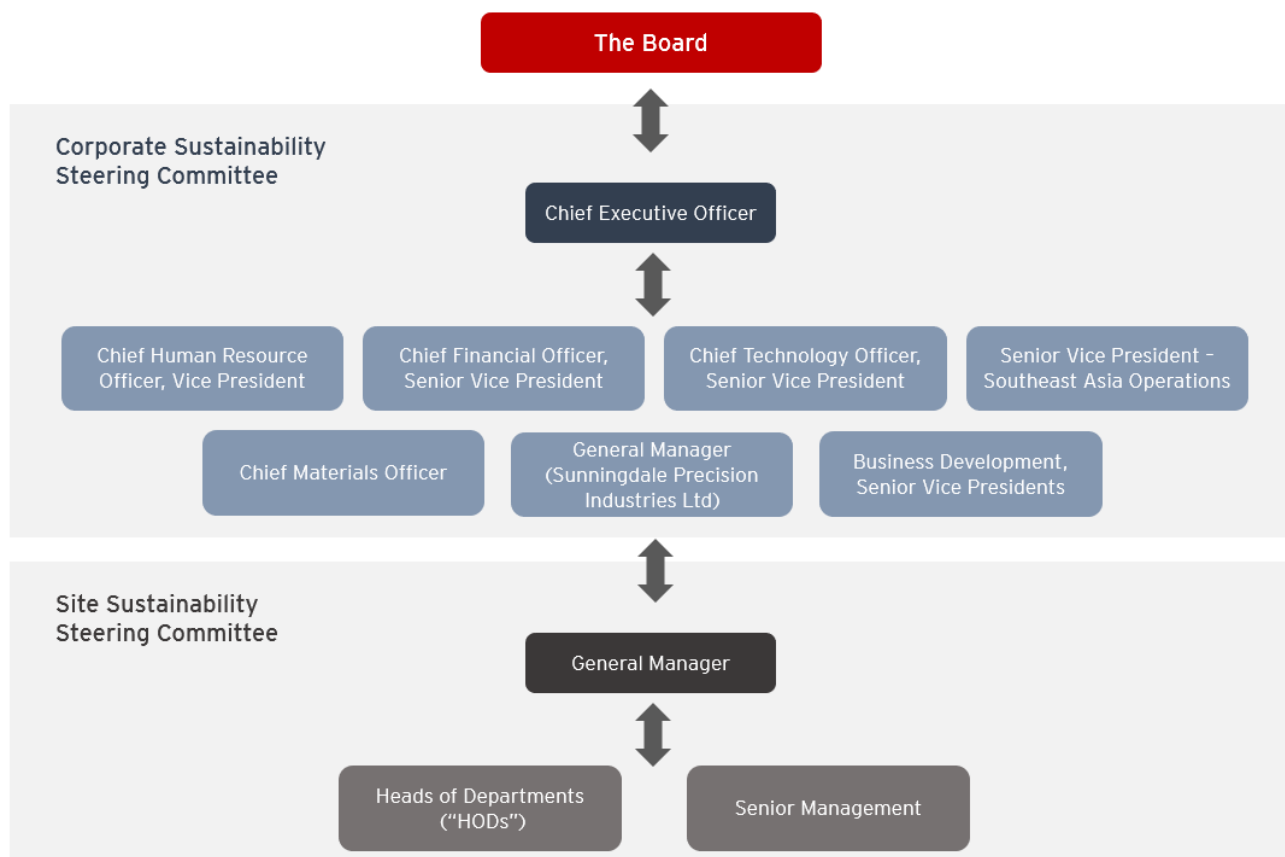 The Board
Corporate Sustainability
Steering Committee
Chief Executive Officer
Chief Human Resource
Officer, Vice President
Chief Financial Officer,
Senior Vice President
Chief Technology Officer,
Senior Vice President
Senior Vice President –
Southeast Asia Operations
Chief Materials Officer
General Manager
(Sunningdale Precision
Industries Ltd)
Business Development,
Senior Vice Presidents
Site Sustainability
Steering Committee
General Manager
Heads of Departments
(“HODs”)
Senior Management